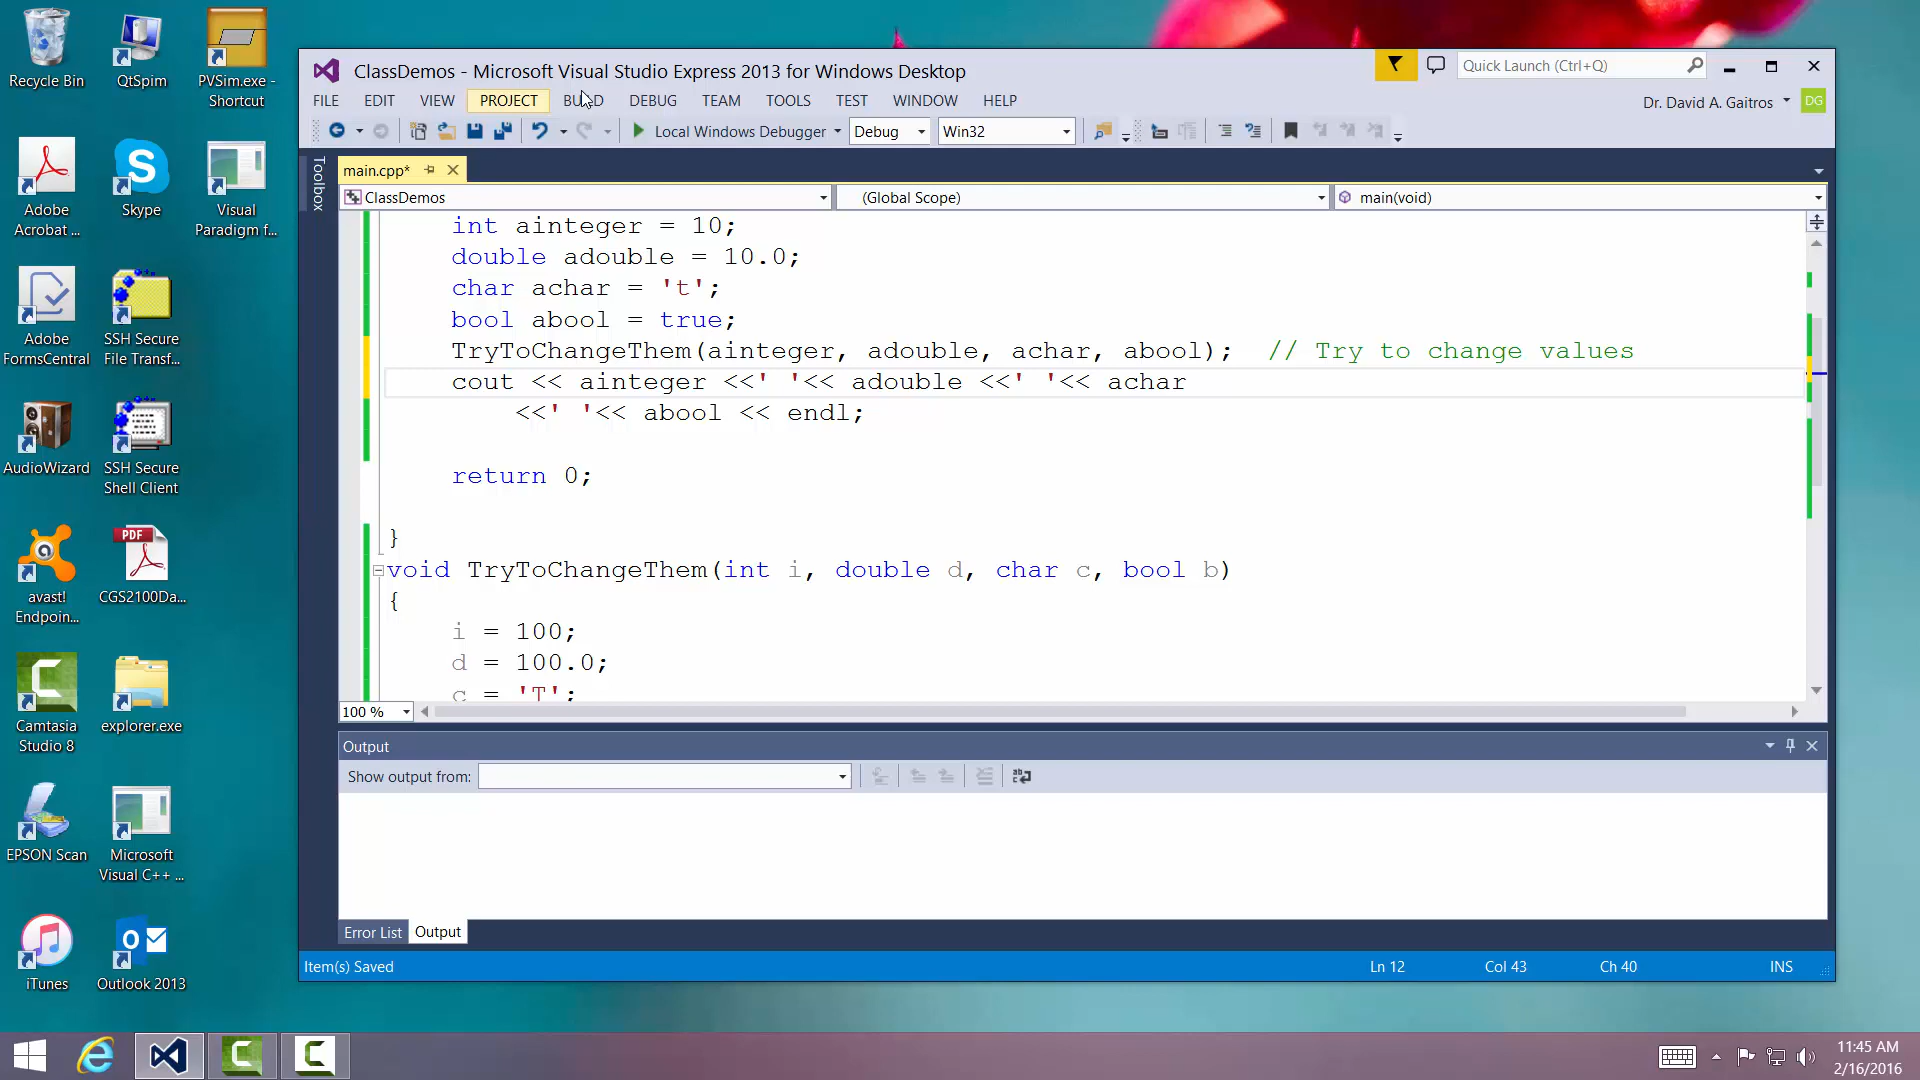 Recycle Bin
QtSpim
PVSim.exe -
Shortcut
Adobe
Acrobat ...
Skype
Visual
Paradigm f...
Adobe
FormsCentral
SSH Secure
File Transf...
AudioWizard
SSH Secure
Shell Client
avast!
Endpoin...
PDF
CGS2100Da...
Camtasia
Studio 8
explorer.exe
EPSON Scan
Microsoft
Visual C++ ...
iTunes
Outlook 2013
ClassDemos - Microsoft Visual Studio Express 2013 for Windows Desktop
Quick Launch (Ctrl+Q)
FILE EDIT VIEW PROJECT BUILD DEBUG TEAM TOOLS TEST WINDOW HELP
Dr. David A. Gaitros DG
Local Windows Debugger Debug Win32
Toolbox
main.cpp*
ClassDemos (Global Scope) main(void)
int ainteger = 10;
double adouble = 10.0;
char achar = 't';
bool abool = true;
TryToChangeThem(ainteger, adouble, achar, abool); // Try to change values
cout << ainteger <<' '<< adouble <<' '<< achar
<<' '<< abool << endl;
return 0;
}
void TryToChangeThem(int i, double d, char c, bool b)
{
i = 100;
d = 100.0;
c = 'T';
100 %
Output
Show output from:
Error List Output
Item(s) Saved Ln 12 Col 43 Ch 40 INS
11:45 AM
2/16/2016